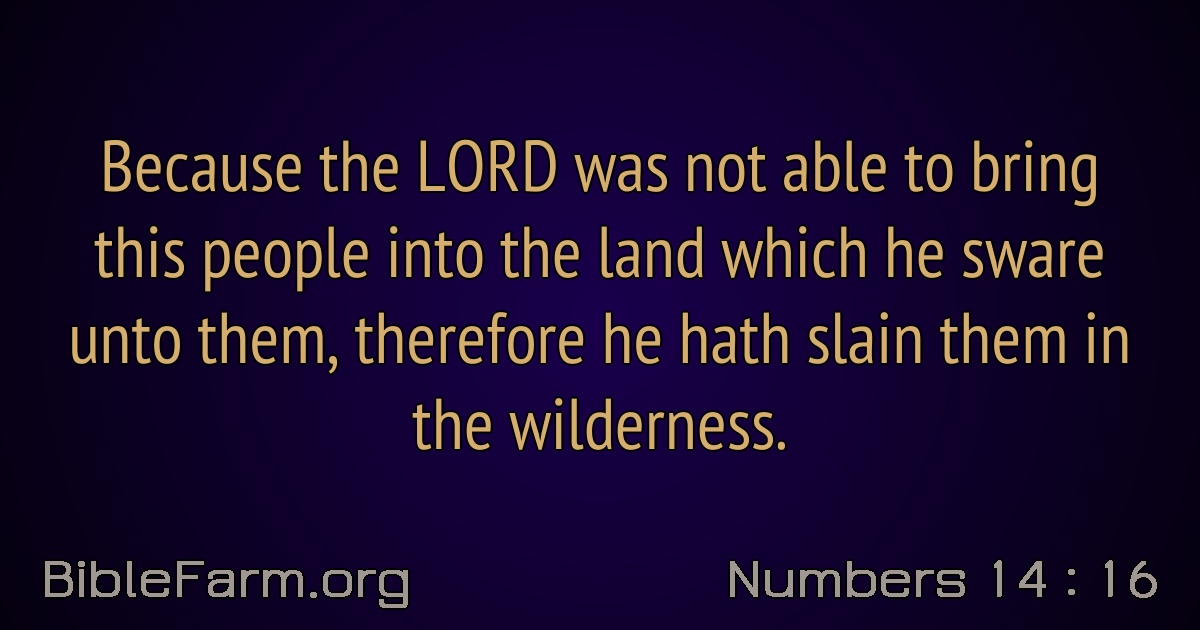 Because the LORD was not able to bring
this people into the land which he sware
unto them, therefore he hath slain them in
the wilderness.
BibleFarm.org
Numbers 14 : 16